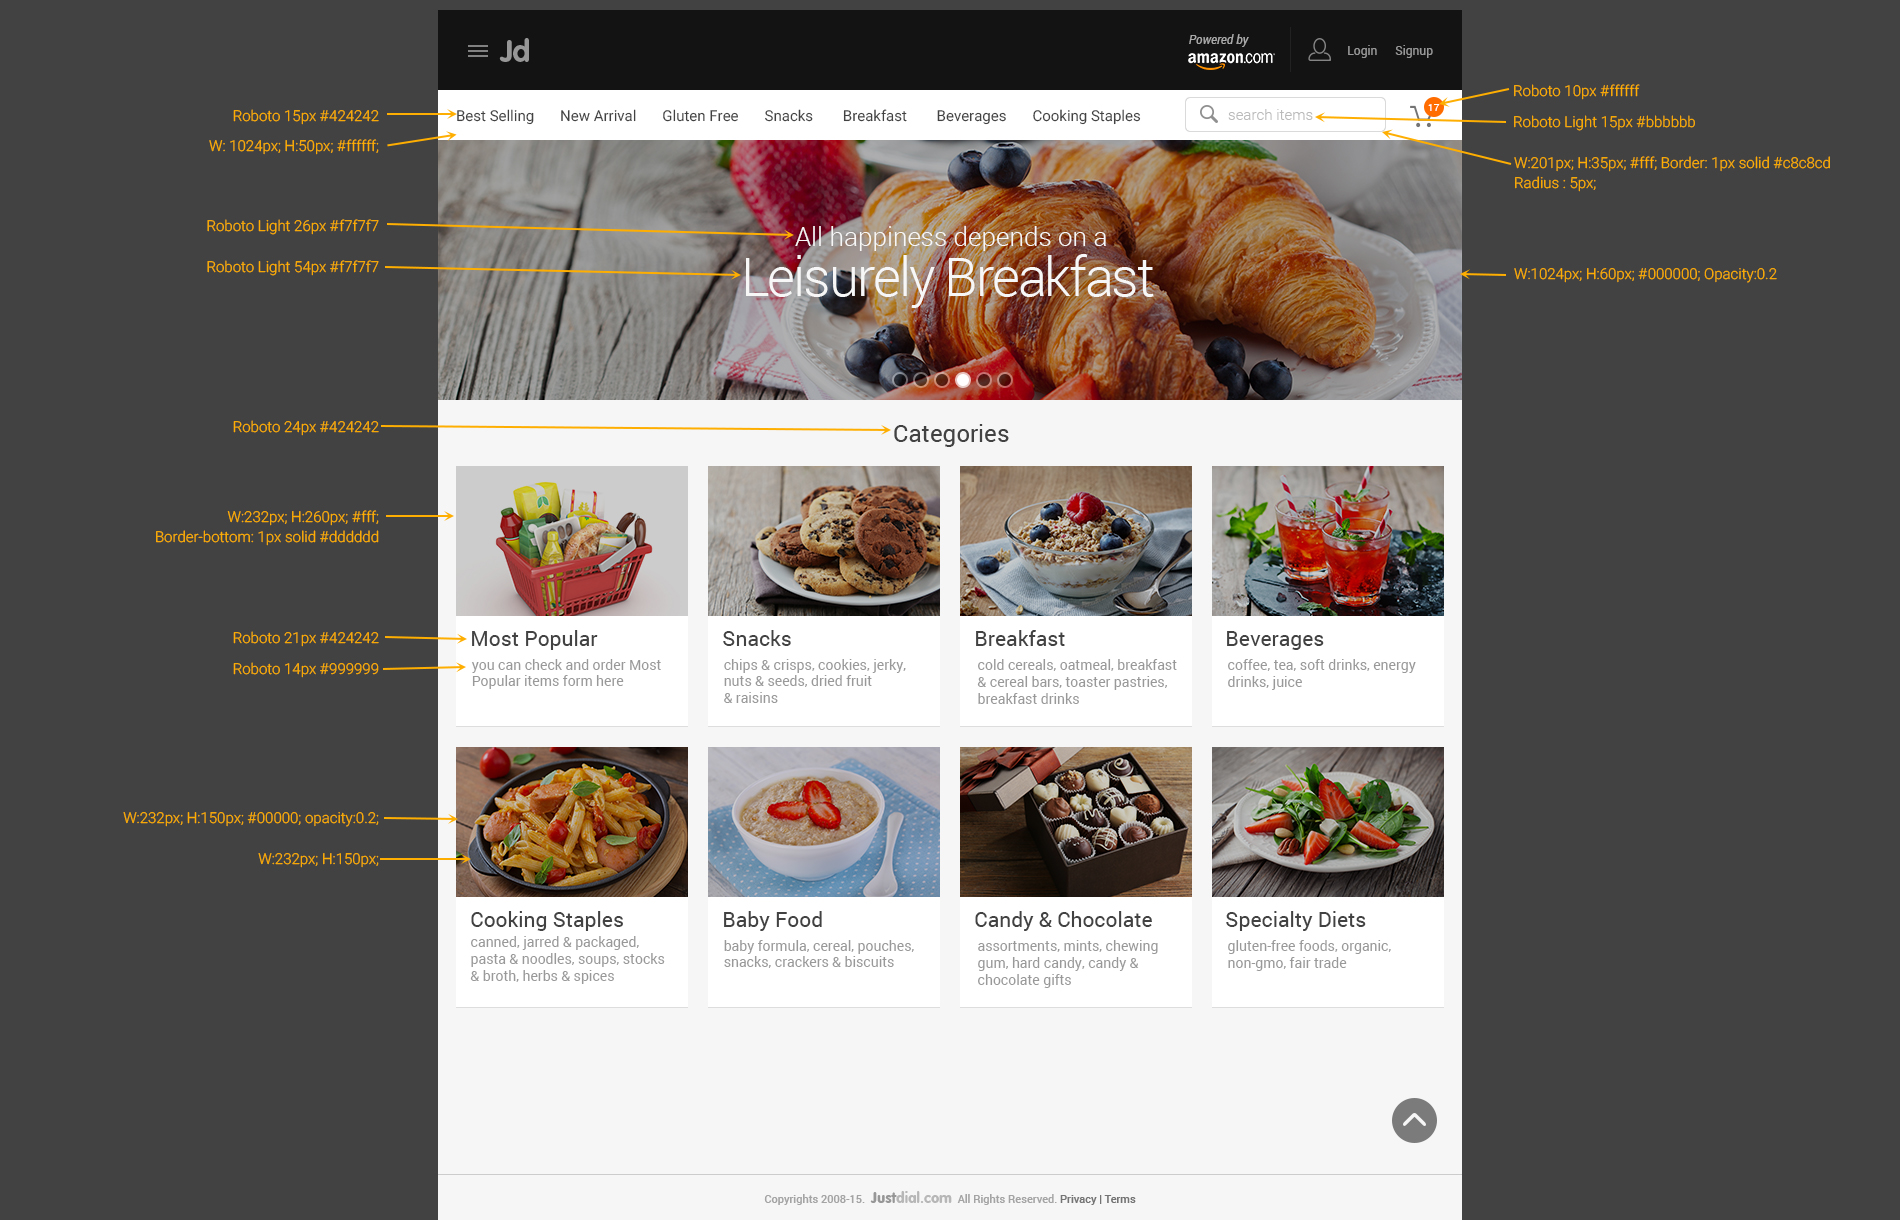 Jd
Powered by
amazon.com
Login
Signup
Roboto 15px #424242
W: 1024px; H:50px; #ffffff;
Best Selling
New Arrival
Gluten Free
Snacks
Breakfast
Beverages
Cooking Staples
search items
17
Roboto 10px #ffffff
Roboto Light 15px #bbbbbb
W:201px; H:35px; #fff; Border: 1px solid #c8c8cd
Radius : 5px;
Roboto Light 26px #f7f7f7
All happiness depends on a
Roboto Light 54px #f7f7f7
Leisurely Breakfast
W:1024px; H:60px; #000000; Opacity:0.2
Roboto 24px #424242
Categories
W:232px; H:260px; #fff;
Border-bottom: 1px solid #dddddd
Roboto 21px #424242
Roboto 14px #999999
Most Popular
you can check and order Most
Popular items form here
Snacks
chips & crisps, cookies, jerky,
nuts & seeds, dried fruit
& raisins
Breakfast
cold cereals, oatmeal, breakfast
& cereal bars, toaster pastries,
breakfast drinks
Beverages
coffee, tea, soft drinks, energy
drinks, juice
W:232px; H:150px; #00000; opacity:0.2;
W:232px; H:150px;
Cooking Staples
canned, jarred & packaged,
pasta & noodles, soups, stocks
& broth, herbs & spices
Baby Food
baby formula, cereal, pouches,
snacks, crackers & biscuits
Candy & Chocolate
assortments, mints, chewing
gum, hard candy, candy &
chocolate gifts
Specialty Diets
gluten-free foods, organic,
non-gmo, fair trade
Copyrights 2008-15. Justdial.com All Rights Reserved. Privacy | Terms